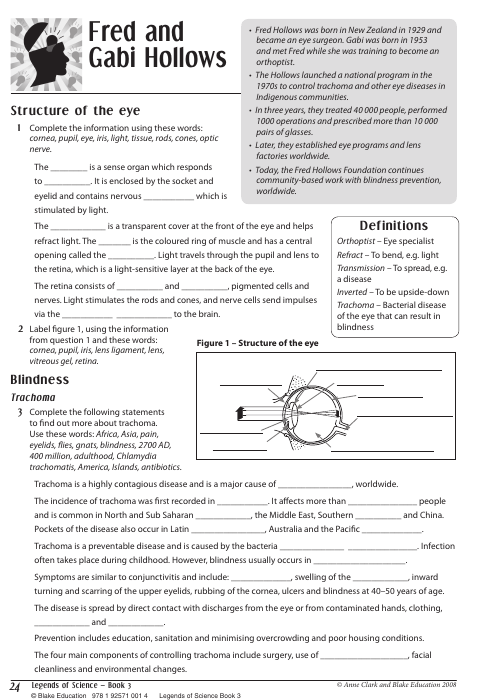 Fred and
Gabi Hollows
• Fred Hollows was born in New Zealand in 1929 and
became an eye surgeon. Gabi was born in 1953
and met Fred while she was training to become an
orthoptist.
• The Hollows launched a national program in the
1970s to control trachoma and other eye diseases in
Indigenous communities.
• In three years, they treated 40 000 people, performed
1000 operations and prescribed more than 10 000
pairs of glasses.
• Later, they established eye programs and lens
factories worldwide.
• Today, the Fred Hollows Foundation continues
community-based work with blindness prevention,
worldwide.
Structure of the eye
1 Complete the information using these words:
cornea, pupil, eye, iris, light, tissue, rods, cones, optic
nerve.
The ________ is a sense organ which responds
to _________. It is enclosed by the socket and
eyelid and contains nervous ___________ which is
stimulated by light.
The _____________ is a transparent cover at the front of the eye and helps
refract light. The _______ is the coloured ring of muscle and has a central
opening called the __________. Light travels through the pupil and lens to
the retina, which is a light-sensitive layer at the back of the eye.
The retina consists of __________ and __________, pigmented cells and
nerves. Light stimulates the rods and cones, and nerve cells send impulses
via the ___________ ____________ to the brain.
Definitions
Orthoptist – Eye specialist
Refract – To bend, e.g. light
Transmission – To spread, e.g.
a disease
Inverted – To be upside-down
Trachoma – Bacterial disease
of the eye that can result in
blindness
2 Label figure 1, using the information
from question 1 and these words:
cornea, pupil, iris, lens ligament, lens,
vitreous gel, retina.
Figure 1 – Structure of the eye
Blindness
Trachoma
3 Complete the following statements
to find out more about trachoma.
Use these words: Africa, Asia, pain,
eyelids, flies, gnats, blindness, 2700 AD,
400 million, adulthood, Chlamydia
trachomatis, America, Islands, antibiotics.
Trachoma is a highly contagious disease and is a major cause of ________________, worldwide.
The incidence of trachoma was first recorded in ___________. It affects more than _______________ people
and is common in North and Sub Saharan ____________, the Middle East, Southern __________ and China.
Pockets of the disease also occur in Latin ____________, Australia and the Pacific _____________.
Trachoma is a preventable disease and is caused by the bacteria ______________ ________________. Infection
often takes place during childhood. However, blindness usually occurs in ____________________.
Symptoms are similar to conjunctivitis and include: _____________, swelling of the ___________, inward
turning and scarring of the upper eyelids, rubbing of the cornea, ulcers and blindness at 40–50 years of age.
The disease is spread by direct contact with discharges from the eye or from contaminated hands, clothing,
____________ and ____________.
Prevention includes education, sanitation and minimising overcrowding and poor housing conditions.
The four main components of controlling trachoma include surgery, use of ___________________, facial
cleanliness and environmental changes.
24 Legends of Science – Book 3
© Anne Clark and Blake Education 2008
© Blake Education 978 1 92571 001 4 Legends of Science Book 3